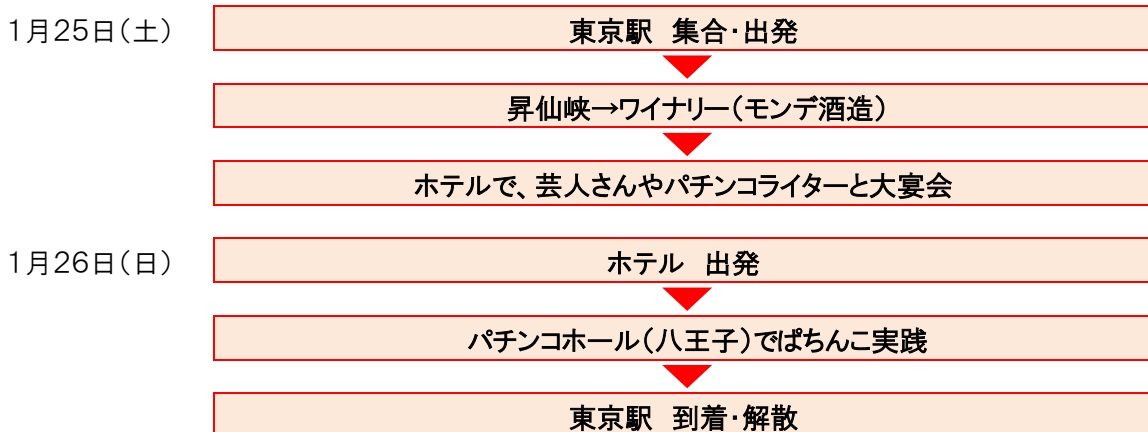 1月25日(土)
東京駅 集合・出発
昇仙峡→ワイナリー(モンデ酒造)
ホテルで、芸人さんやパチンコライターと大宴会
1月26日(日)
ホテル 出発
パチンコホール(八王子)でぱちんこ実践
東京駅 到着・解散